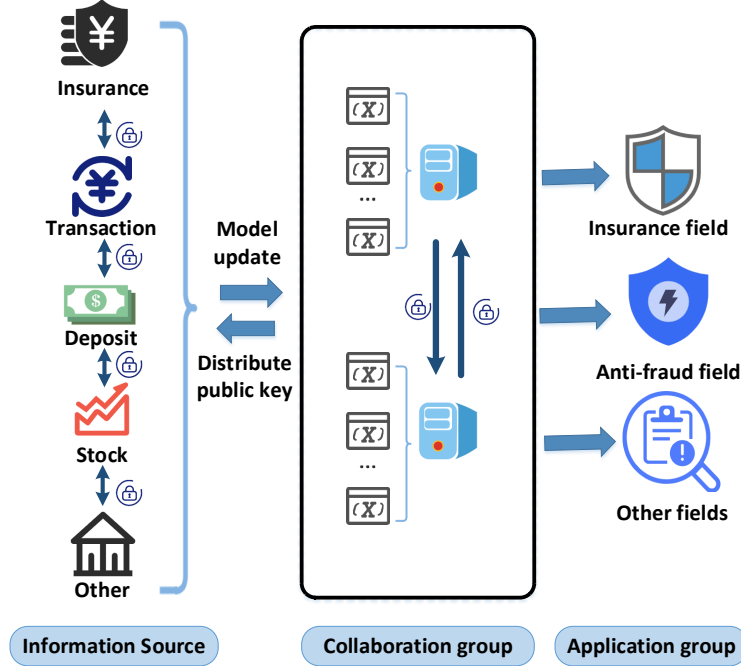 ¥
Insurance
¥
Transaction
$
Deposit
Stock
Other
Model
update
Distribute
public key
(X)
(X)
...
(X)
(X)
(X)
...
(X)
Insurance field
Anti-fraud field
!
Other fields
Information Source
Collaboration group
Application group